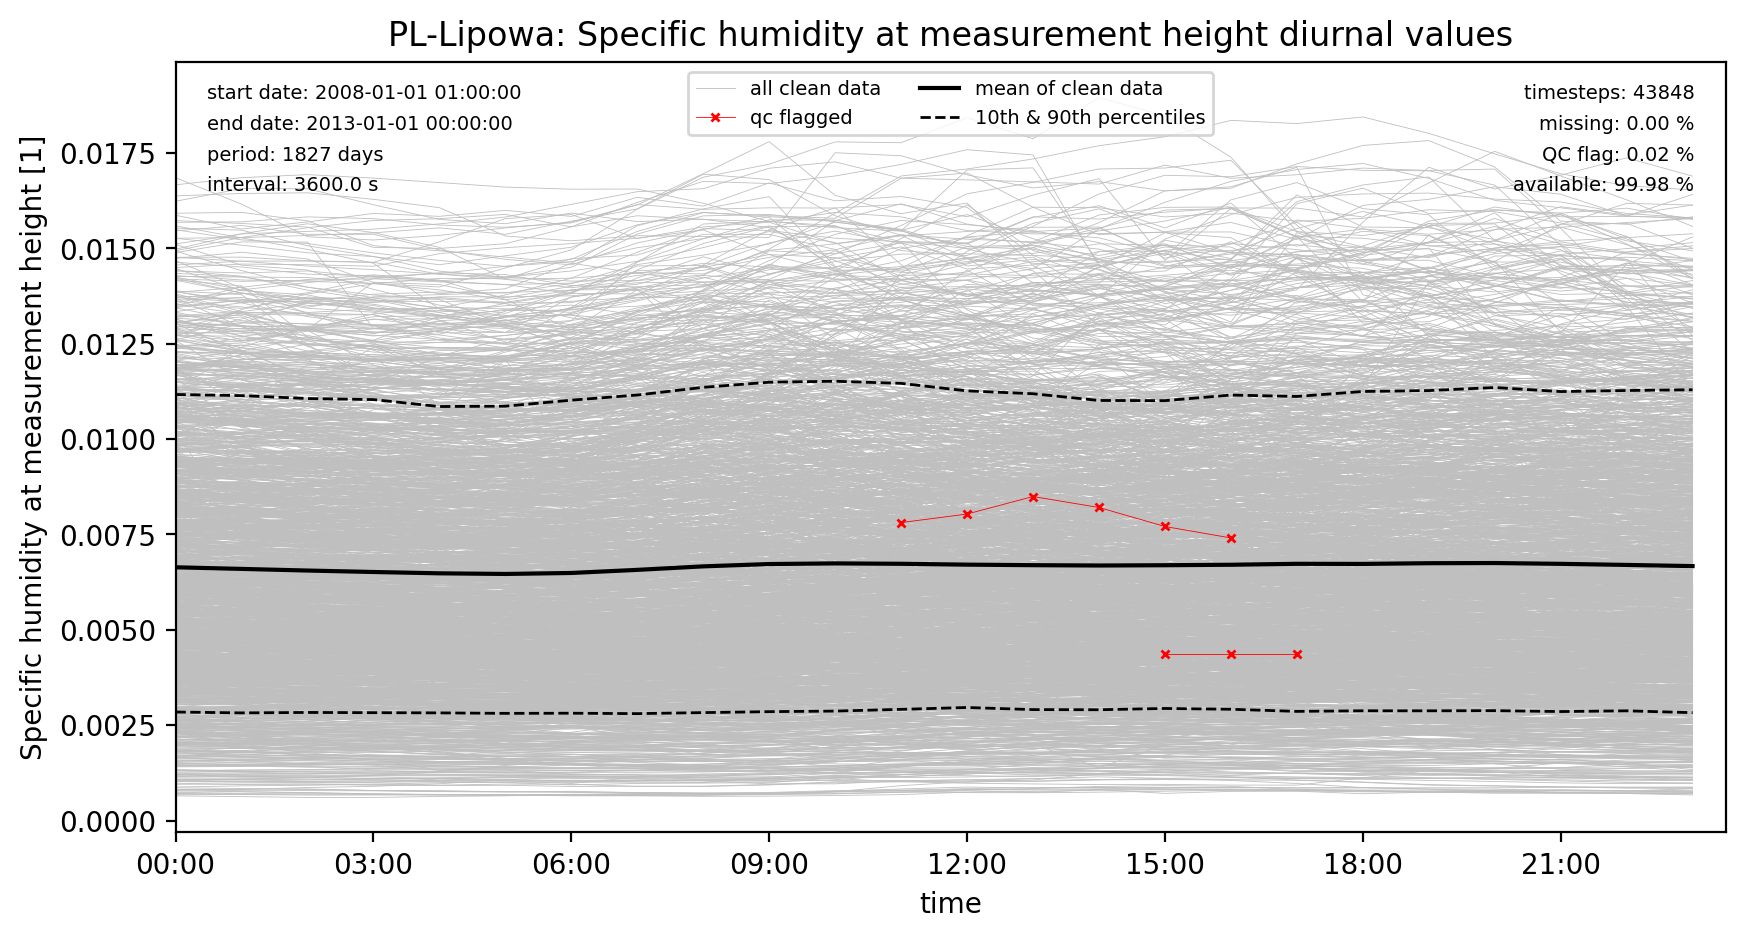 PL-Lipowa: Specific humidity at measurement height diurnal values
start date: 2008-01-01 01:00:00
end date: 2013-01-01 00:00:00
period: 1827 days
interval: 3600.0 s
all clean data
qc flagged
mean of clean data
10th & 90th percentiles
timesteps: 43848
missing: 0.00 %
QC flag: 0.02 %
available: 99.98 %
Specific humidity at measurement height [1]
0.0175
0.0150
0.0125
0.0100
0.0075
0.0050
0.0025
0.0000
00:00 03:00 06:00 09:00 12:00 15:00 18:00 21:00
time